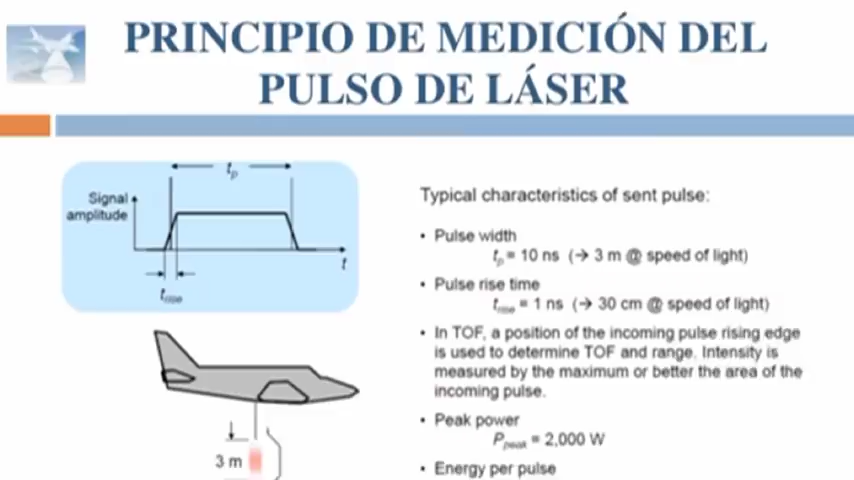 PRINCIPIO DE MEDICIÓN DEL
PULSO DE LÁSER
tp
Signal
amplitude
t
trise
3 m
Typical characteristics of sent pulse:
• Pulse width
tp = 10 ns (→ 3 m @ speed of light)
• Pulse rise time
trise = 1 ns (→ 30 cm @ speed of light)
• In TOF, a position of the incoming pulse rising edge
is used to determine TOF and range. Intensity is
measured by the maximum or better the area of the
incoming pulse.
• Peak power
Ppeak = 2,000 W
• Energy per pulse